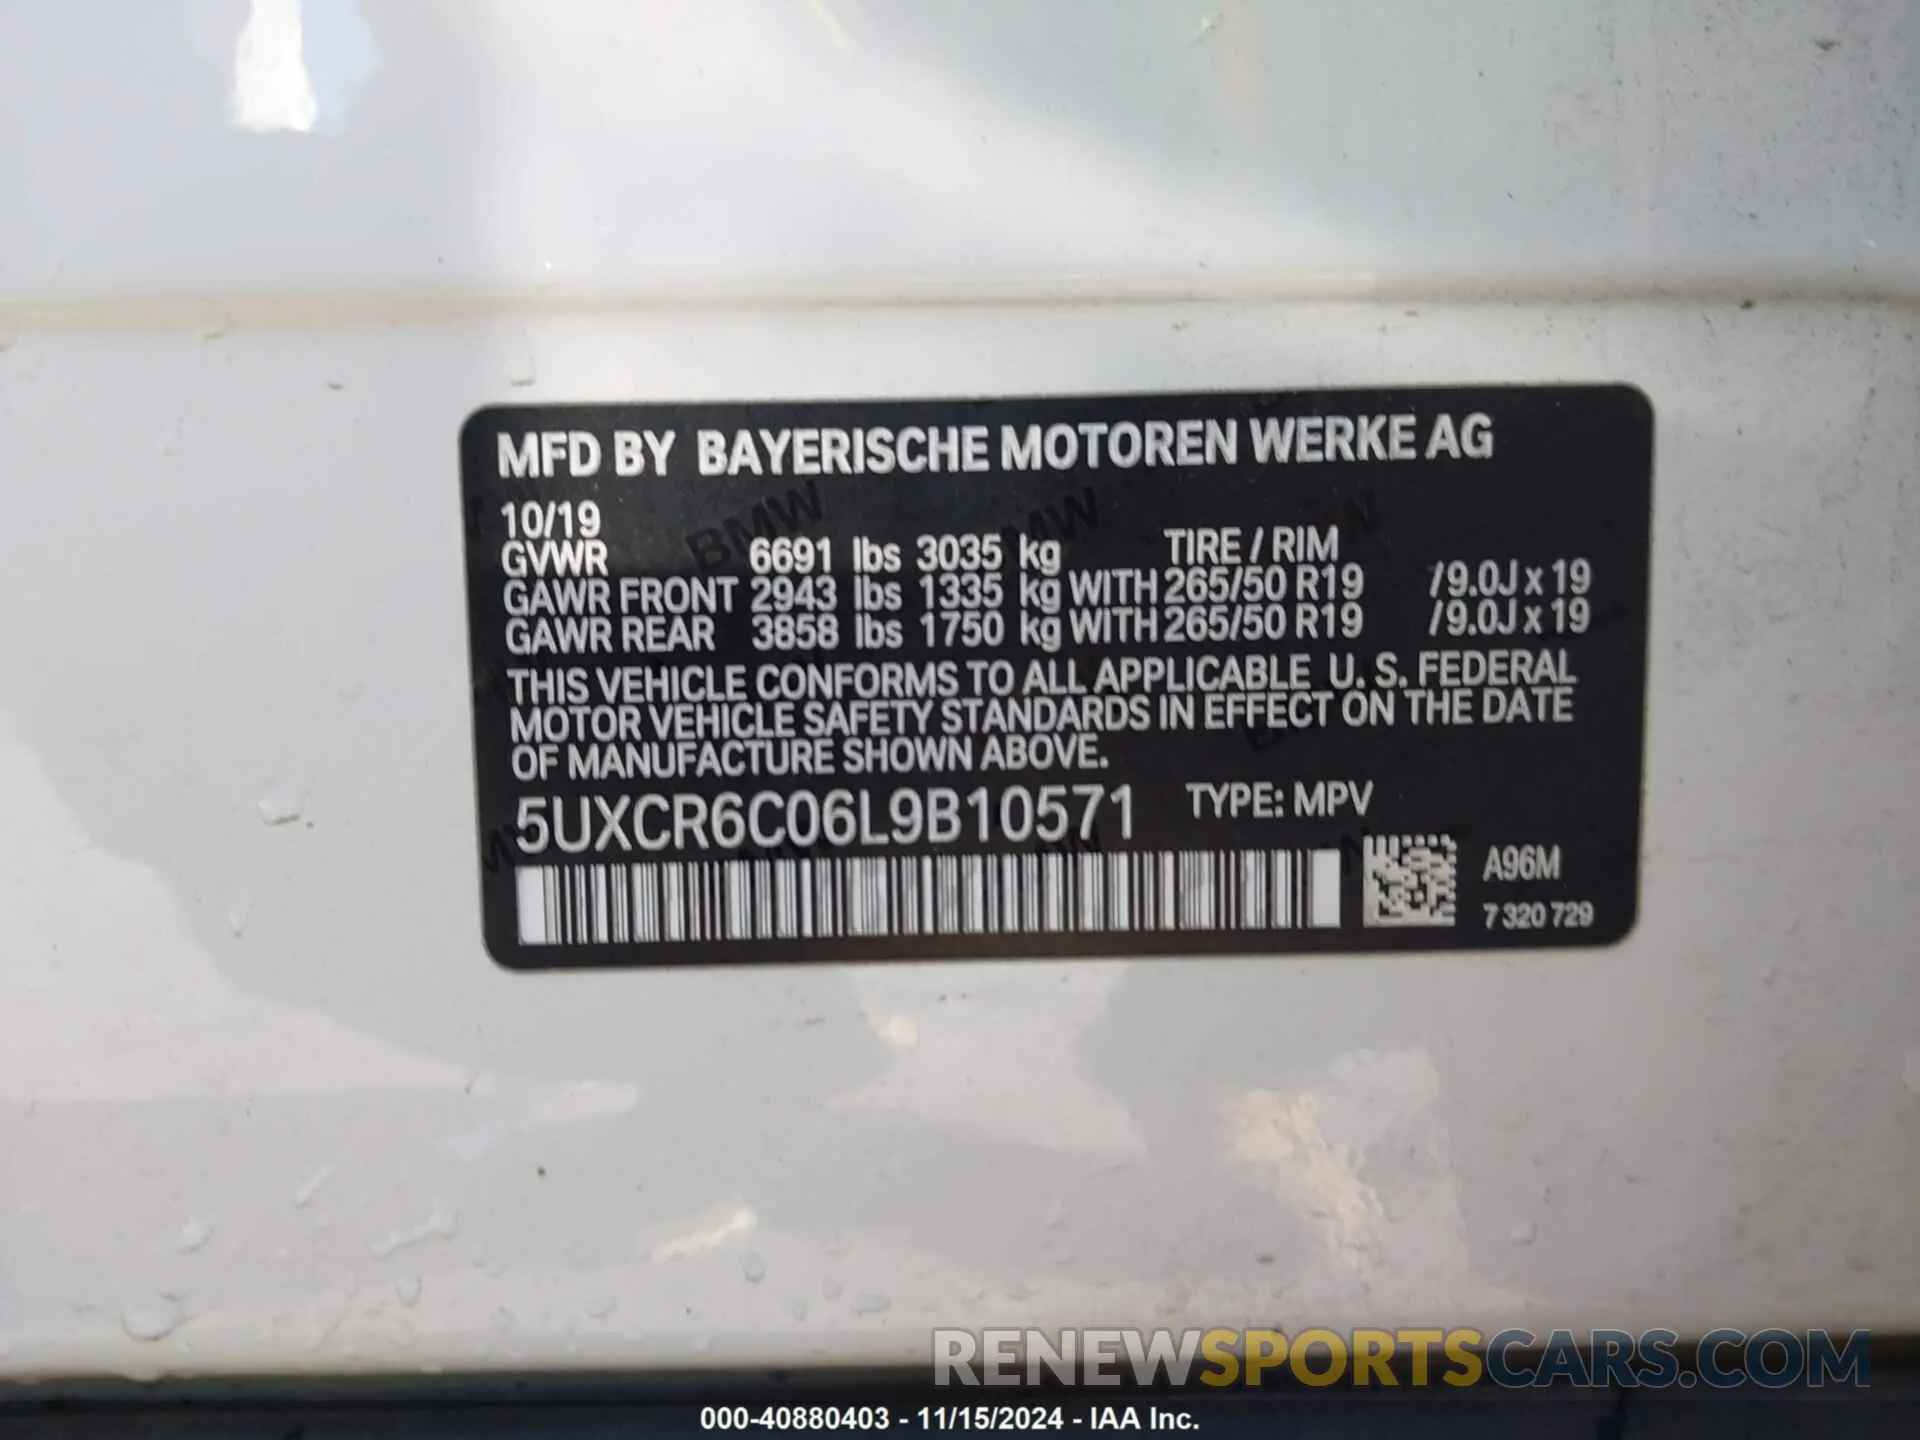 MFD BY BAYERISCHE MOTOREN WERKE AG
10/19
TIRE / RIM
GVWR 6691 lbs 3035 kg
GAWR FRONT 2943 lbs 1335 kg WITH 265/50 R19 /9.0J x 19
GAWR REAR 3858 lbs 1750 kg WITH 265/50 R19 /9.0J x 19
THIS VEHICLE CONFORMS TO ALL APPLICABLE U. S. FEDERAL
MOTOR VEHICLE SAFETY STANDARDS IN EFFECT ON THE DATE
OF MANUFACTURE SHOWN ABOVE.
5UXCR6C06L9B10571 TYPE: MPV
A96M
7 320 729
RENEWSPORTSCARS.COM
000-40880403 - 11/15/2024 - IAA Inc.